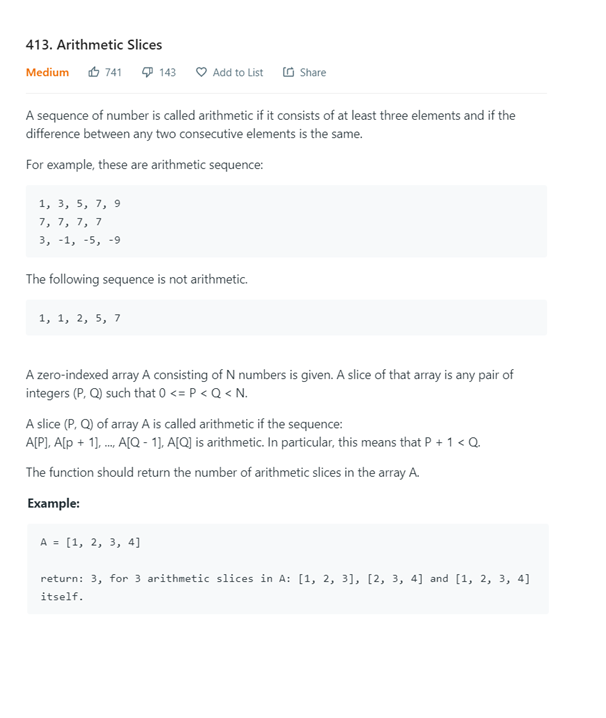 413. Arithmetic Slices
Medium 741 143 Add to List Share
A sequence of number is called arithmetic if it consists of at least three elements and if the
difference between any two consecutive elements is the same.
For example, these are arithmetic sequence:
1, 3, 5, 7, 9
7, 7, 7, 7
3, -1, -5, -9
The following sequence is not arithmetic.
1, 1, 2, 5, 7
A zero-indexed array A consisting of N numbers is given. A slice of that array is any pair of
integers (P, Q) such that 0 <= P < Q < N.
A slice (P, Q) of array A is called arithmetic if the sequence:
A[P], A[p + 1], ..., A[Q - 1], A[Q] is arithmetic. In particular, this means that P + 1 < Q.
The function should return the number of arithmetic slices in the array A.
Example:
A = [1, 2, 3, 4]
return: 3, for 3 arithmetic slices in A: [1, 2, 3], [2, 3, 4] and [1, 2, 3, 4]
itself.